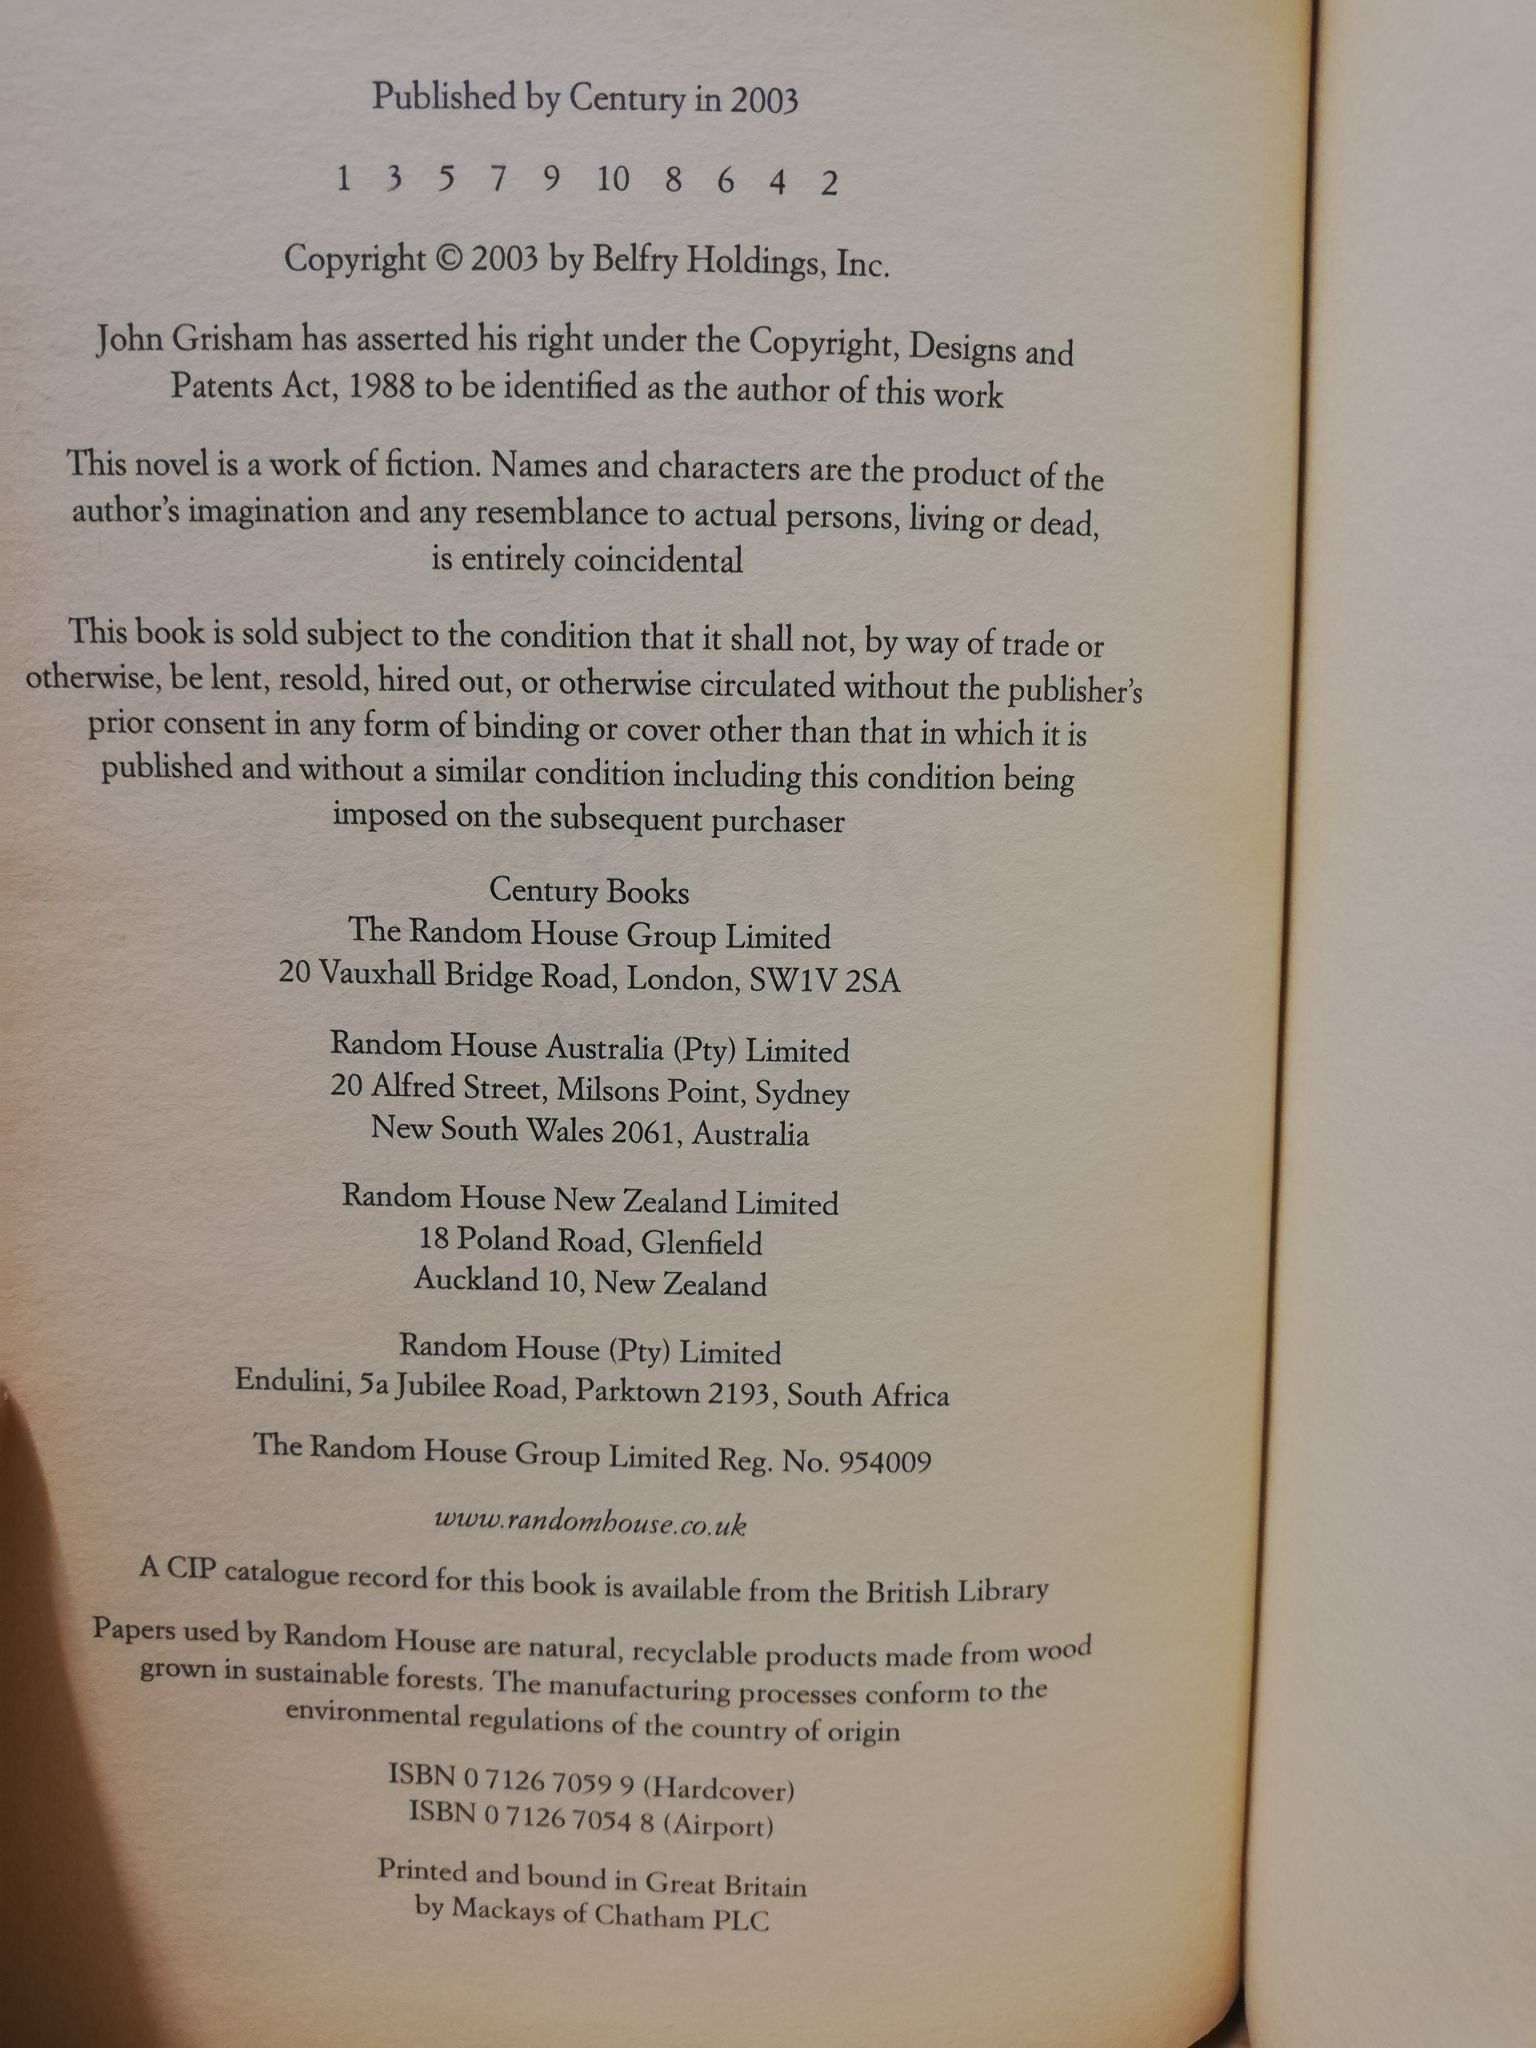 Published by Century in 2003
1 3 5 7 9 10 8 6 4 2
Copyright © 2003 by Belfry Holdings, Inc.
John Grisham has asserted his right under the Copyright, Designs and
Patents Act, 1988 to be identified as the author of this work
This novel is a work of fiction. Names and characters are the product of the
author's imagination and any resemblance to actual persons, living or dead,
is entirely coincidental
This book is sold subject to the condition that it shall not, by way of trade or
otherwise, be lent, resold, hired out, or otherwise circulated without the publisher's
prior consent in any form of binding or cover other than that in which it is
published and without a similar condition including this condition being
imposed on the subsequent purchaser
Century Books
The Random House Group Limited
20 Vauxhall Bridge Road, London, SW1V 2SA
Random House Australia (Pty) Limited
20 Alfred Street, Milsons Point, Sydney
New South Wales 2061, Australia
Random House New Zealand Limited
18 Poland Road, Glenfield
Auckland 10, New Zealand
Random House (Pty) Limited
Endulini, 5a Jubilee Road, Parktown 2193, South Africa
The Random House Group Limited Reg. No. 954009
www.randomhouse.co.uk
A CIP catalogue record for this book is available from the British Library
Papers used by Random House are natural, recyclable products made from wood
grown in sustainable forests. The manufacturing processes conform to the
environmental regulations of the country of origin
ISBN 0 7126 7059 9 (Hardcover)
ISBN 0 7126 7054 8 (Airport)
Printed and bound in Great Britain
by Mackays of Chatham PLC